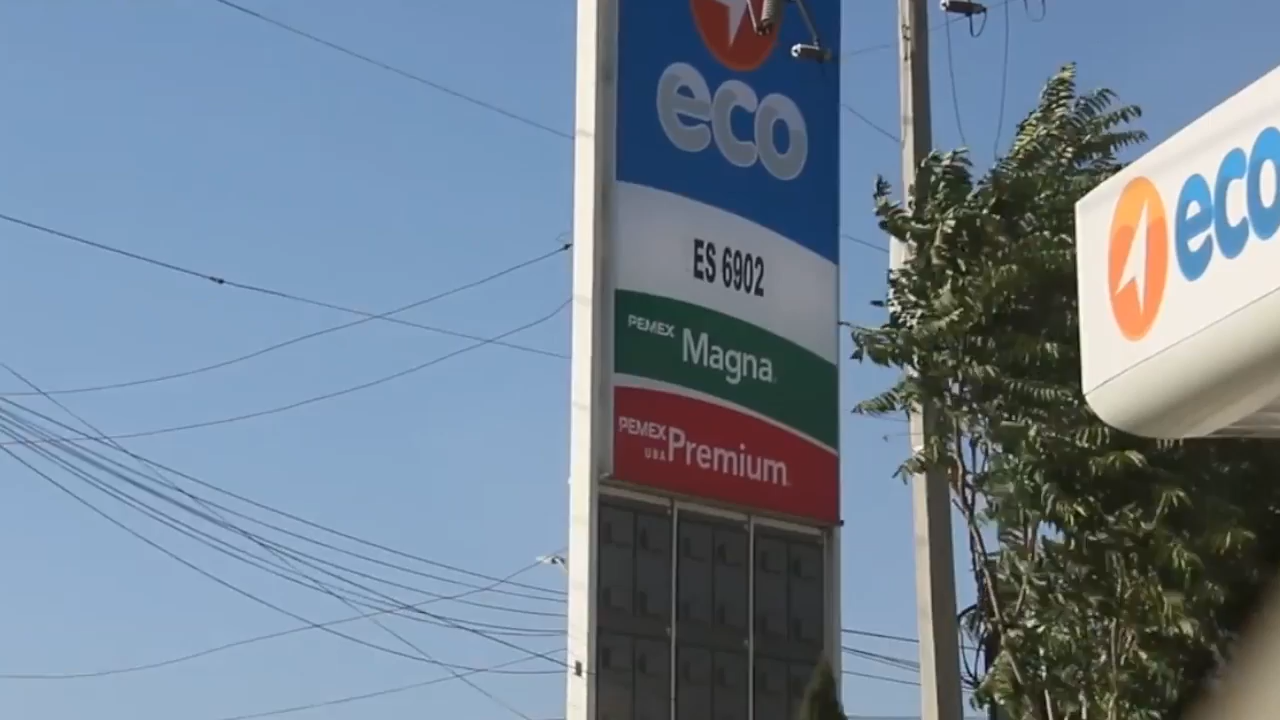 eco
ES 6902
PEMEX Magna
PEMEX
UBA Premium
eco